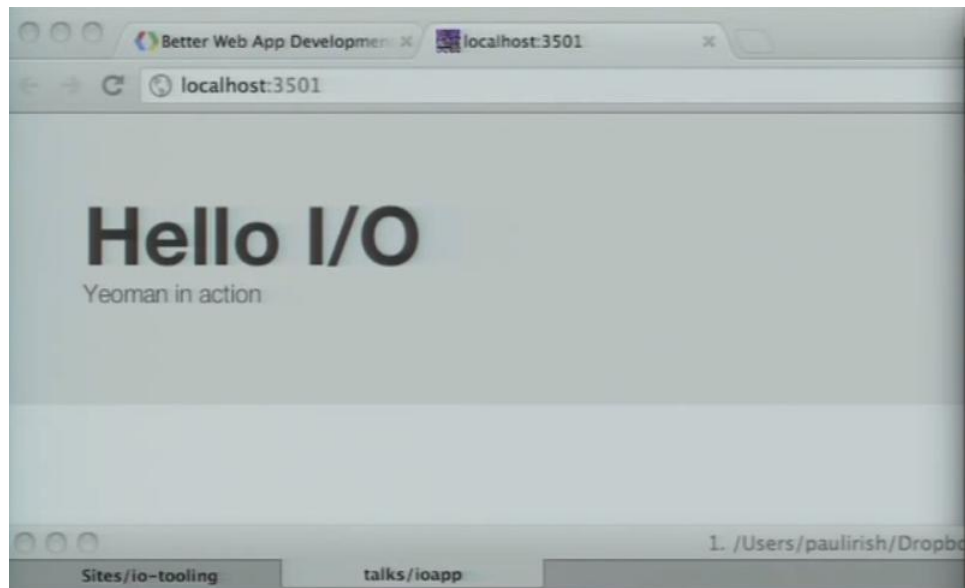 Better Web App Developmen
localhost:3501
localhost:3501
Hello I/O
Yeoman in action
1. /Users/paulirish/Dropbo
Sites/io-tooling
talks/ioapp